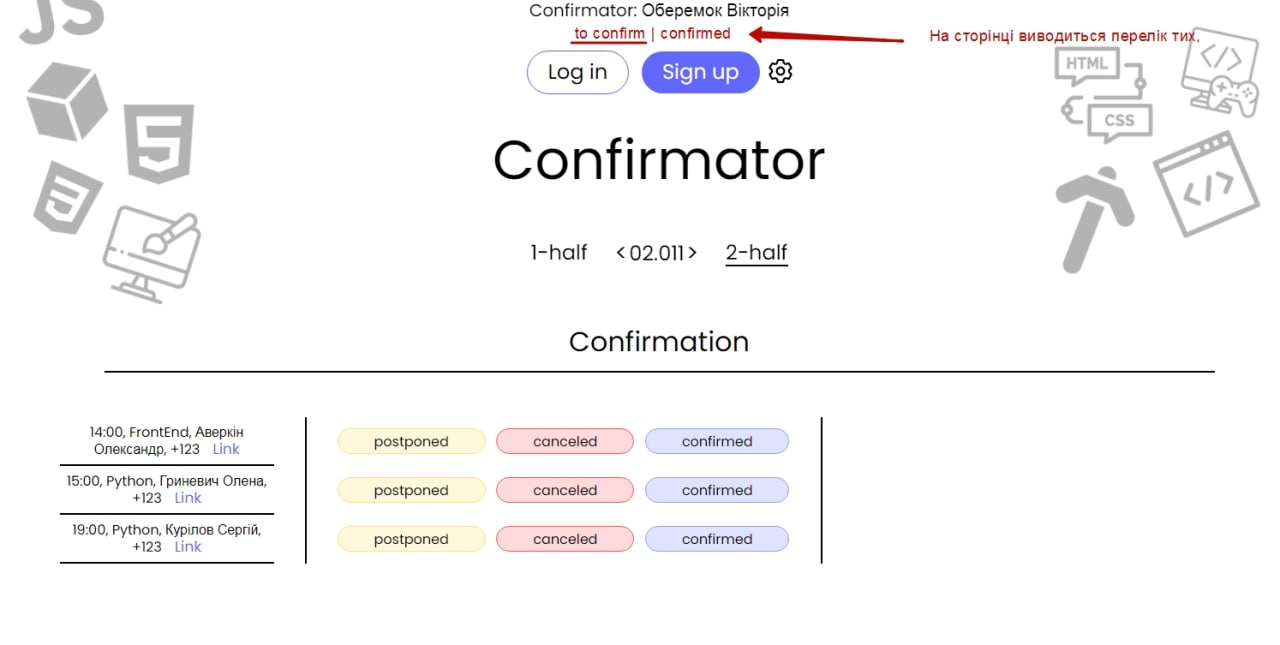 JS
Confirmator: Оберемок Вікторія
to confirm | confirmed
На сторінці виводиться перелік тих,
Log in
Sign up
HTML
CSS
</>
</>
5
3
Confirmator
1-half
<02.011>
2-half
Confirmation
14:00, FrontEnd, Аверкін
Олександр, +123 Link
postponed
canceled
confirmed
15:00, Python, Гриневич Олена,
+123 Link
postponed
canceled
confirmed
19:00, Python, Курілов Сергій,
+123 Link
postponed
canceled
confirmed